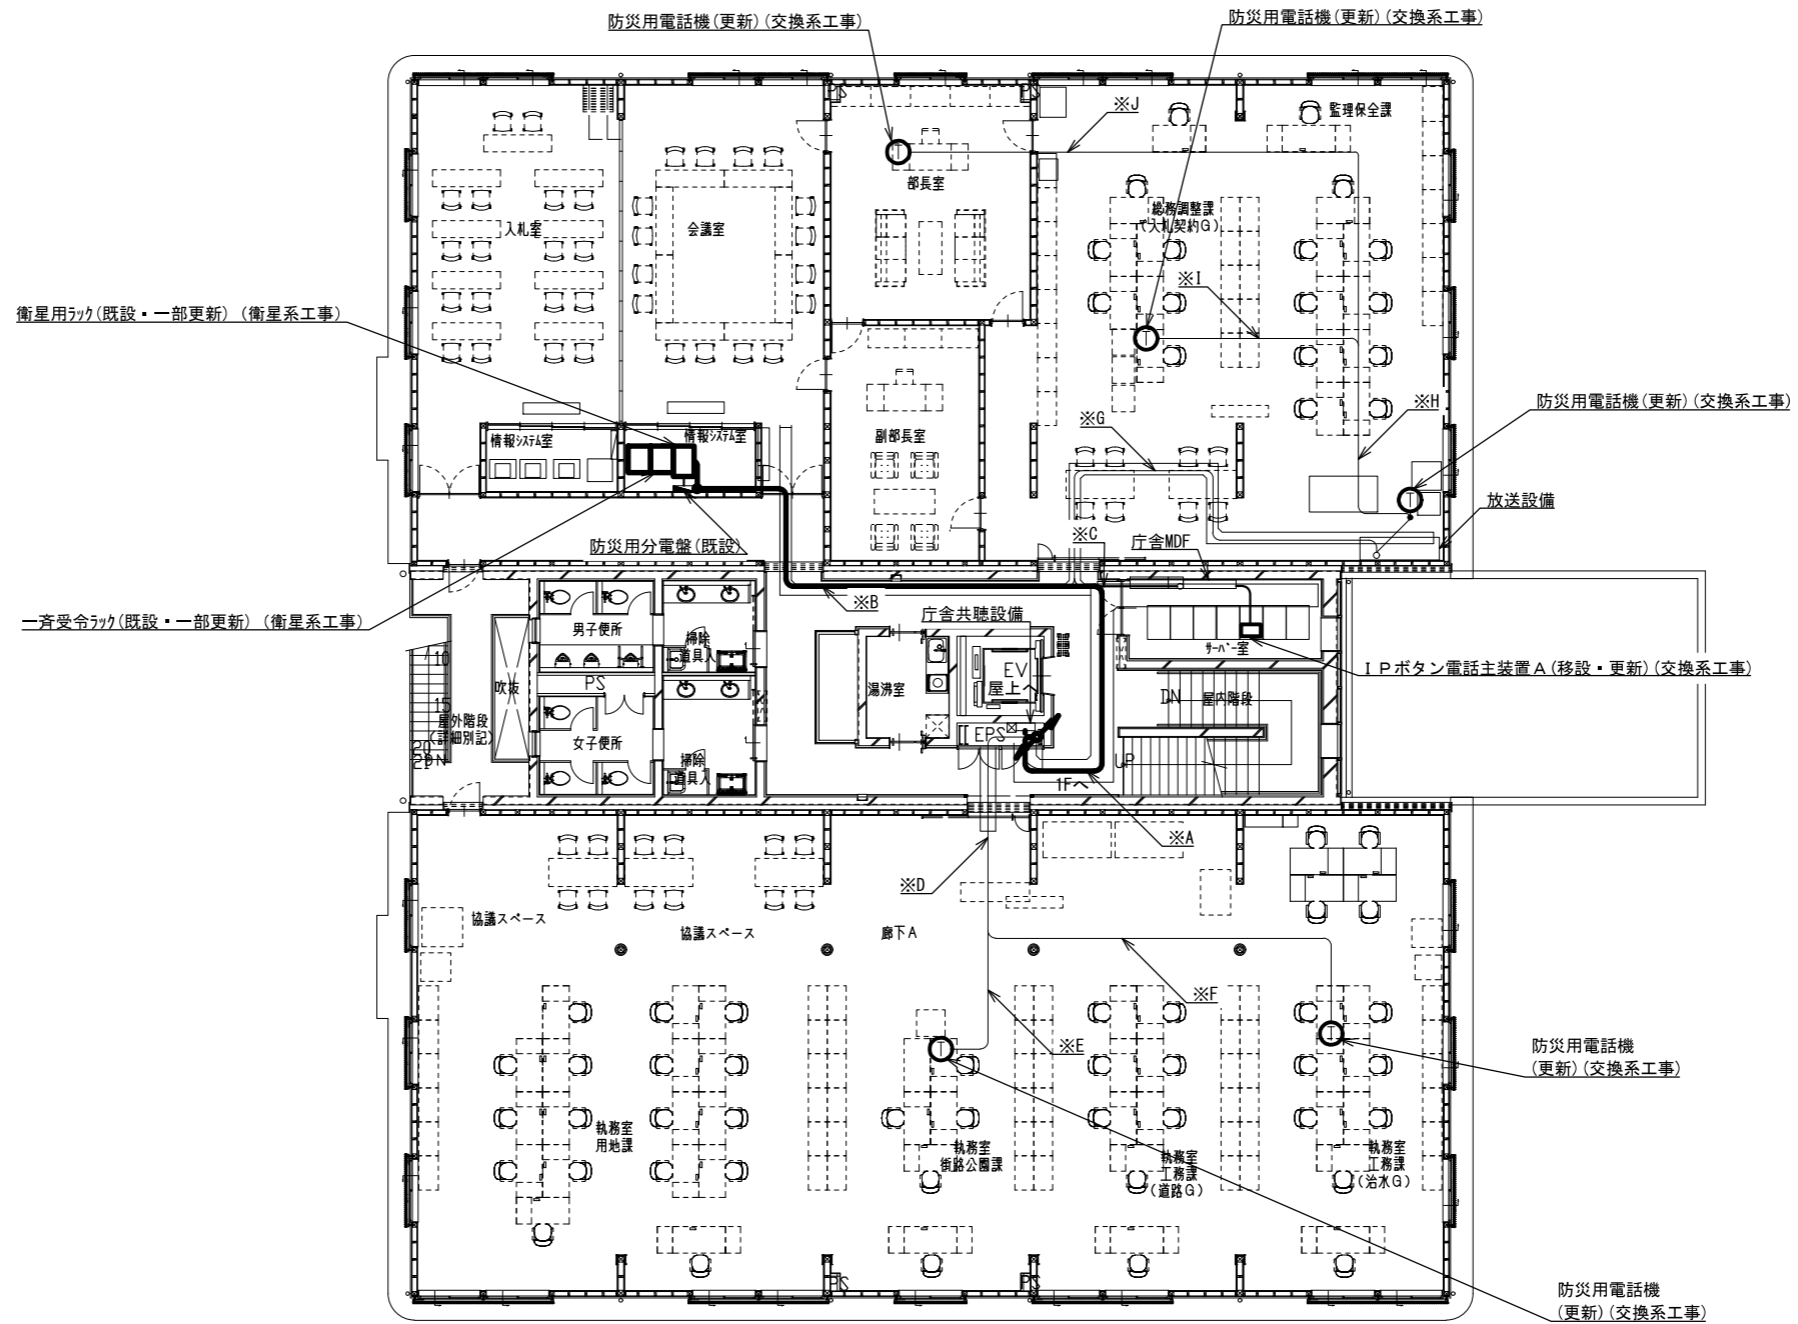 防災用電話機(更新)(交換系工事)
防災用電話機(更新)(交換系工事)
PS
PS
※J
監理保全課
部長室
総務調整課
(入札契約G)
入札室
会議室
※I
衛星用ラック(既設・一部更新) (衛星系工事)
※H
防災用電話機(更新)(交換系工事)
※G
情報システム室
情報システム室
副部長室
放送設備
防災用分電盤(既設)
※C
庁舎MDF
※B
庁舎共聴設備
一斉受令ラック(既設・一部更新) (衛星系工事)
男子便所
掃除
道具入
サーバー室
IPボタン電話主装置A(移設・更新)(交換系工事)
10
EV
屋上へ
湯沸室
吹抜
PS
DN
屋内階段
15
屋外階段
(詳細別記)
女子便所
EPS
20
21
DN
掃除
道具入
UP
1Fへ
※A
※D
協議スペース
協議スペース
廊下A
※F
※E
防災用電話機
(更新)(交換系工事)
執務室
用地課
執務室
街路公園課
執務室
工務課
(道路G)
執務室
工務課
(治水G)
PS
PS
防災用電話機
(更新)(交換系工事)